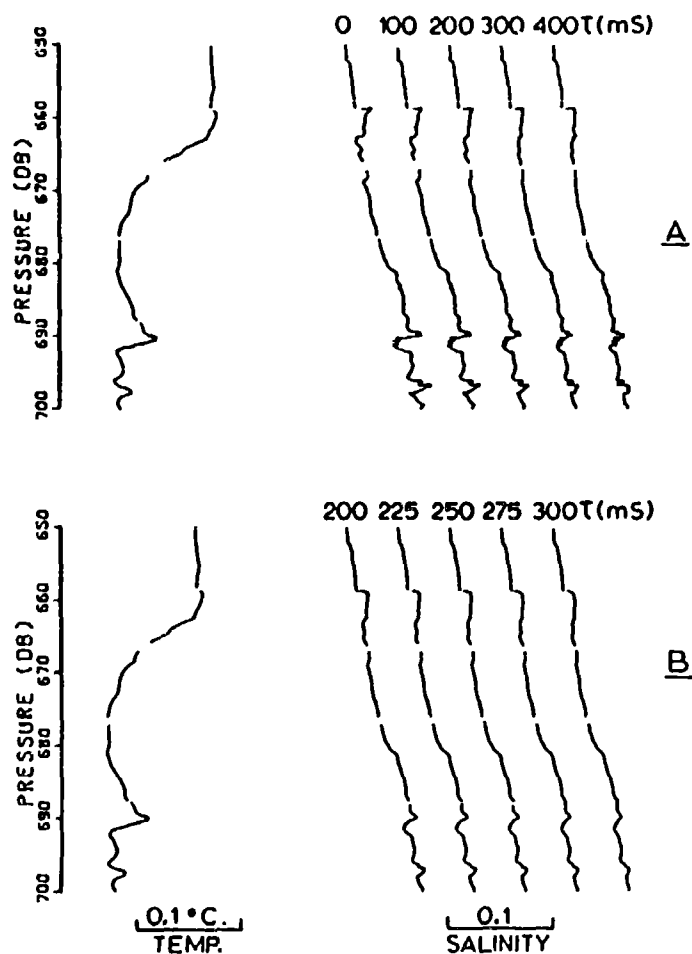 0 100 200 300 400 τ(mS)
650
660
670
680
690
700
PRESSURE (DB)
A
200 225 250 275 300 τ(mS)
650
660
670
680
690
700
PRESSURE (DB)
B
0.1 °C.
TEMP.
0.1
SALINITY